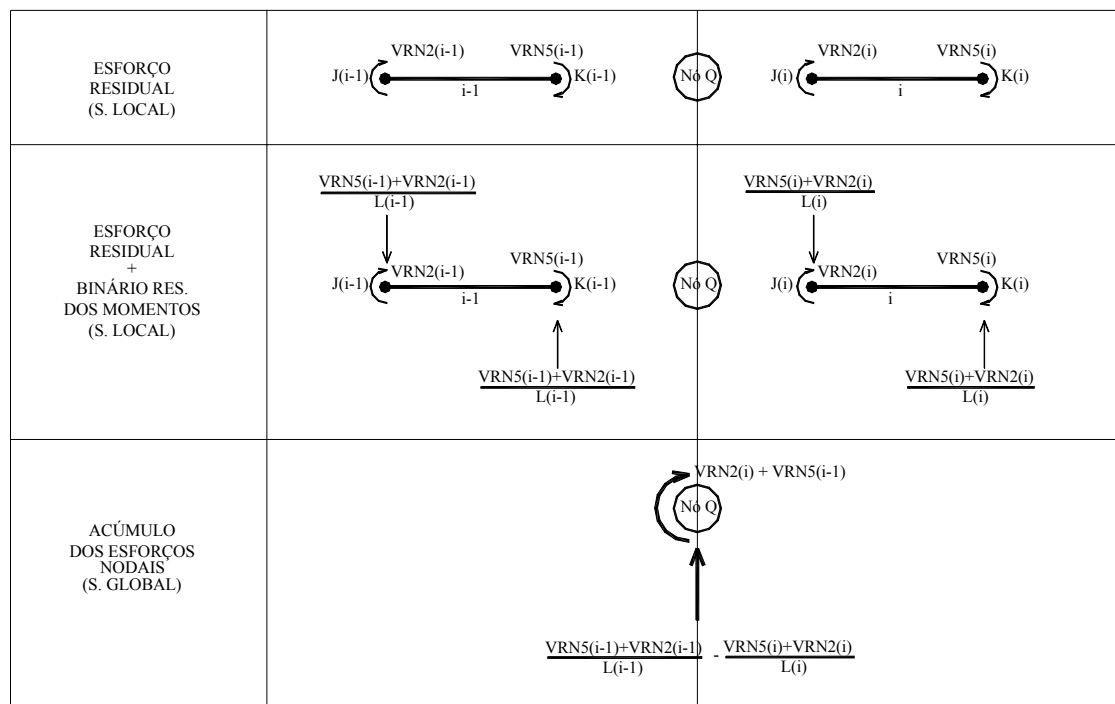 ESFORÇO
RESIDUAL
(S. LOCAL)
VRN2(i-1)
VRN5(i-1)
J(i-1)
K(i-1)
i-1
Nó Q
VRN2(i)
VRN5(i)
J(i)
K(i)
i
ESFORÇO
RESIDUAL
+
BINÁRIO RES.
DOS MOMENTOS
(S. LOCAL)
VRN5(i-1)+VRN2(i-1)
L(i-1)
VRN2(i-1)
VRN5(i-1)
J(i-1)
K(i-1)
i-1
VRN5(i-1)+VRN2(i-1)
L(i-1)
Nó Q
VRN5(i)+VRN2(i)
L(i)
VRN2(i)
VRN5(i)
J(i)
K(i)
i
VRN5(i)+VRN2(i)
L(i)
ACÚMULO
DOS ESFORÇOS
NODAIS
(S. GLOBAL)
VRN2(i) + VRN5(i-1)
Nó Q
VRN5(i-1)+VRN2(i-1) - VRN5(i)+VRN2(i)
L(i-1) L(i)